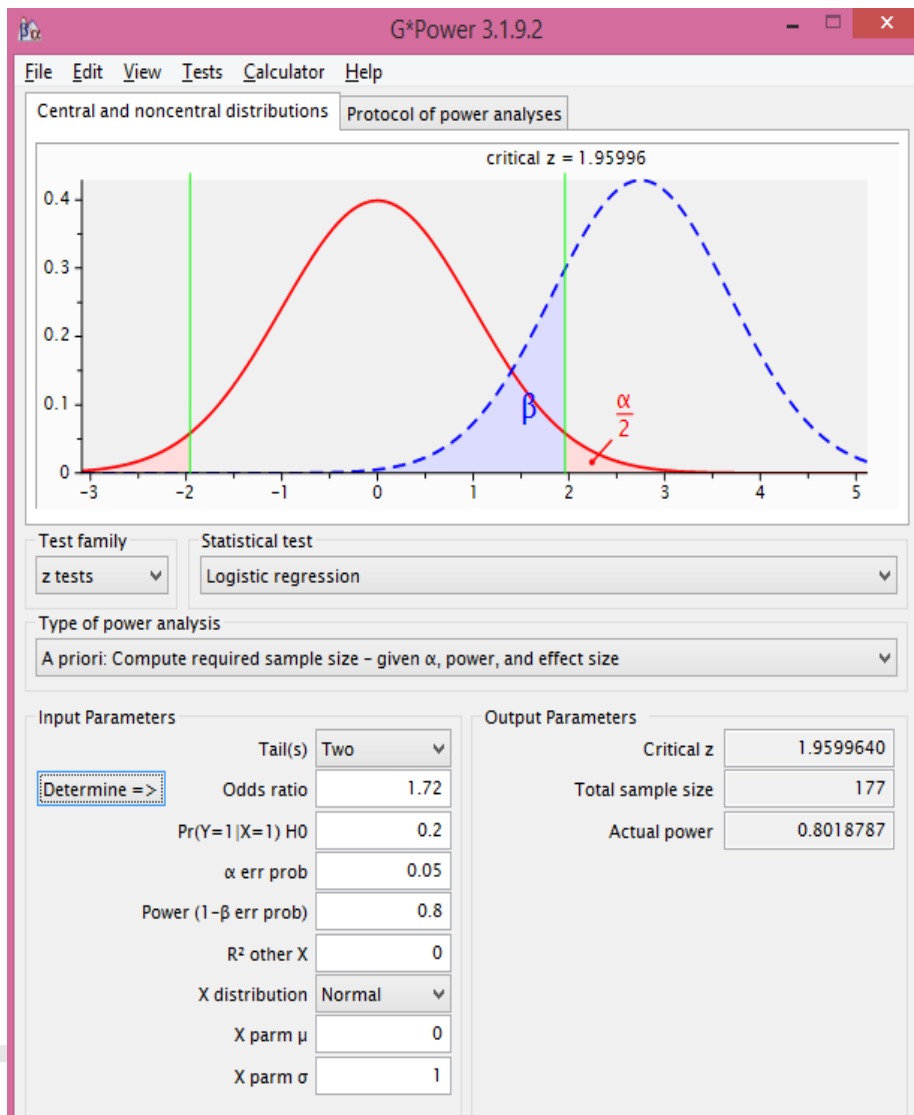 βα G*Power 3.1.9.2
File Edit View Tests Calculator Help
Central and noncentral distributions Protocol of power analyses
critical z = 1.95996
0.4
0.3
0.2
0.1
0
β
α
2
-3 -2 -1 0 1 2 3 4 5
Test family Statistical test
z tests Logistic regression
Type of power analysis
A priori: Compute required sample size – given α, power, and effect size
Input Parameters Output Parameters
Tail(s) Two Critical z 1.9599640
Determine => Odds ratio 1.72 Total sample size 177
Pr(Y=1|X=1) H0 0.2 Actual power 0.8018787
α err prob 0.05
Power (1-β err prob) 0.8
R² other X 0
X distribution Normal
X parm μ 0
X parm σ 1